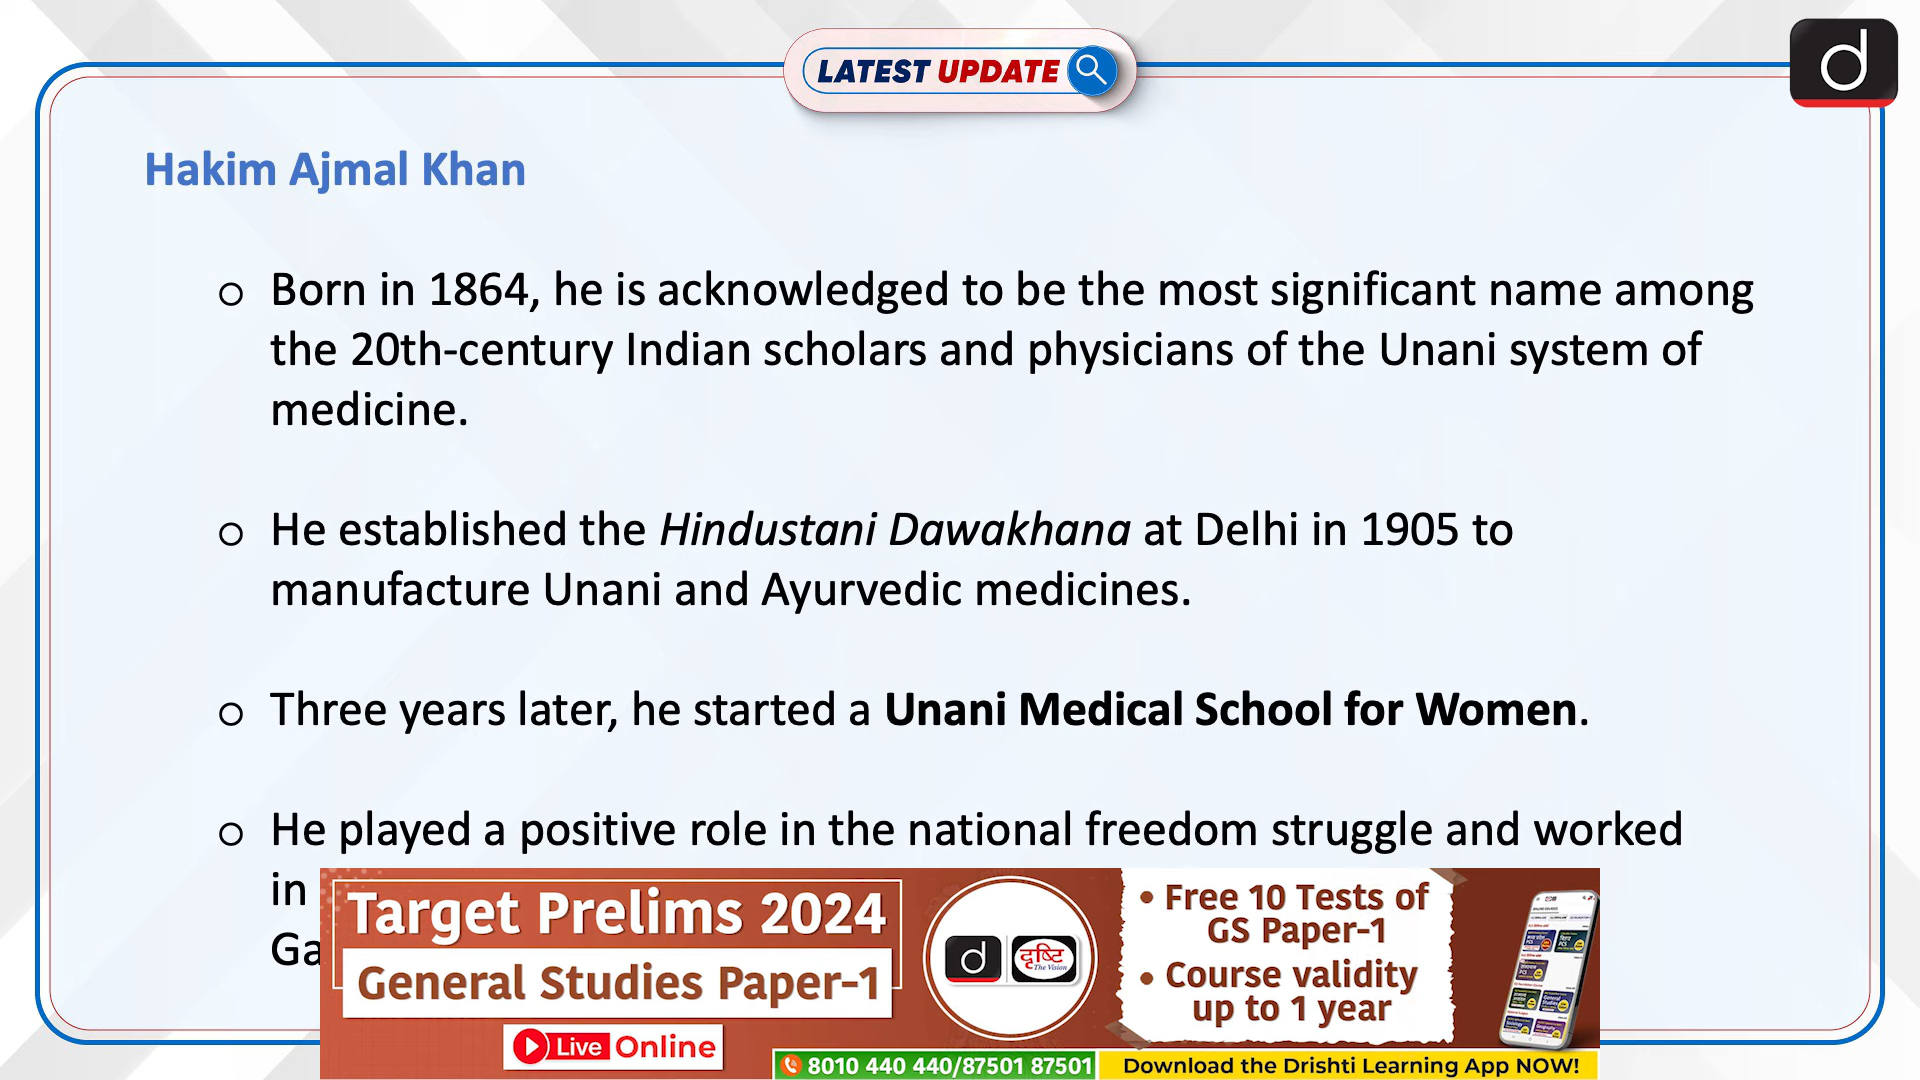 LATEST UPDATE
d
Hakim Ajmal Khan
○ Born in 1864, he is acknowledged to be the most significant name among
the 20th-century Indian scholars and physicians of the Unani system of
medicine.
○ He established the Hindustani Dawakhana at Delhi in 1905 to
manufacture Unani and Ayurvedic medicines.
○ Three years later, he started a Unani Medical School for Women.
○ He played a positive role in the national freedom struggle and worked
in
Ga
Target Prelims 2024
General Studies Paper-1
Live Online
d दृष्टि
The Vision
• Free 10 Tests of
GS Paper-1
• Course validity
up to 1 year
8010 440 440/87501 87501
Download the Drishti Learning App NOW!